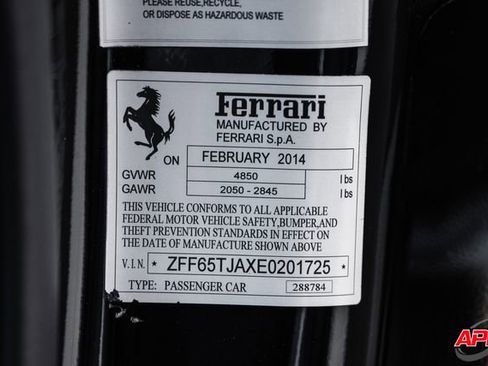 PLEASE REUSE,RECYCLE,
OR DISPOSE AS HAZARDOUS WASTE
Ferrari
MANUFACTURED BY
FERRARI S.p.A.
ON FEBRUARY 2014
GVWR 4850 lbs
GAWR 2050 - 2845 lbs
THIS VEHICLE CONFORMS TO ALL APPLICABLE
FEDERAL MOTOR VEHICLE SAFETY,BUMPER,AND
THEFT PREVENTION STANDARDS IN EFFECT ON
THE DATE OF MANUFACTURE SHOWN ABOVE
V.I.N. * ZFF65TJAXE0201725 *
TYPE: PASSENGER CAR 288784